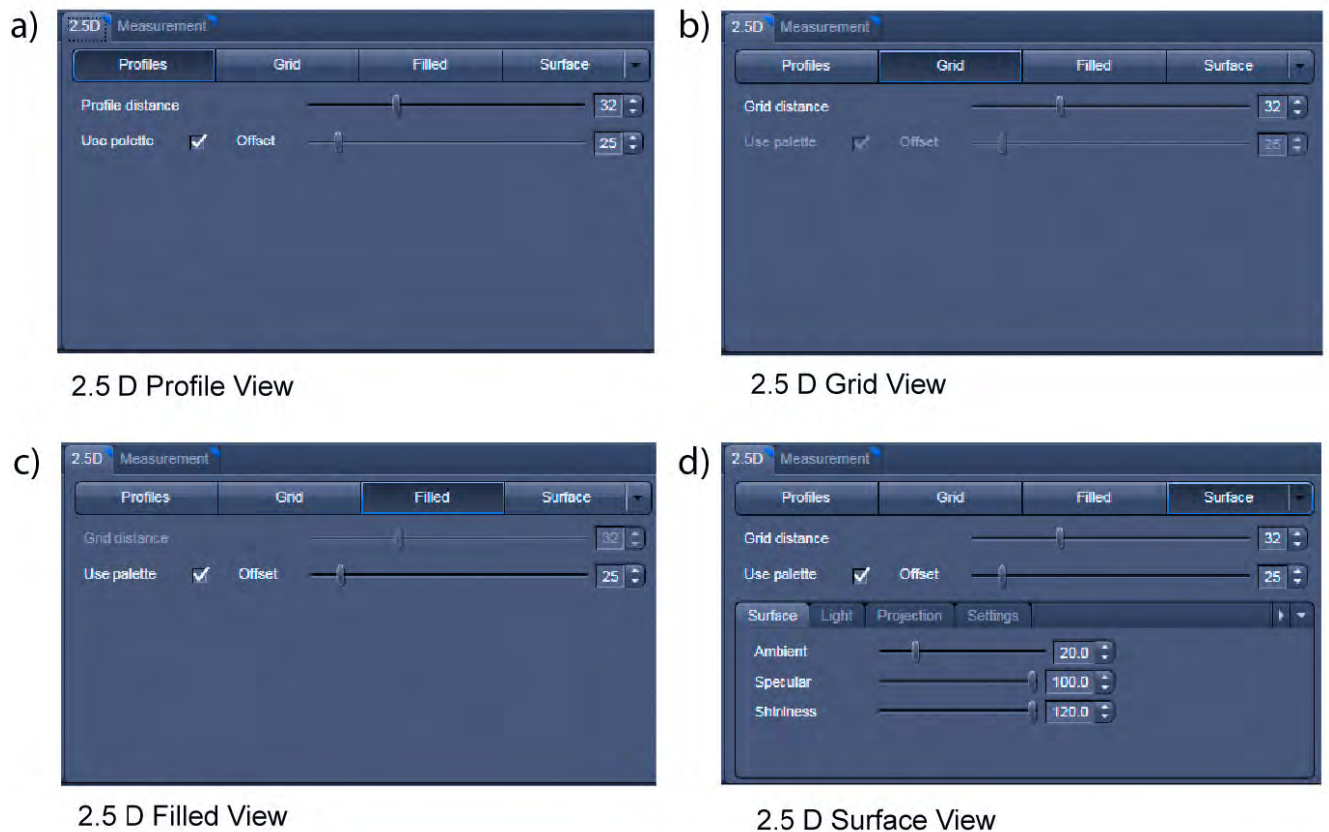 a)
2.5D Measurement
Profiles Grid Filled Surface
Profile distance 32
Use palette Offset 25
2.5 D Profile View
b)
2.5D Measurement
Profiles Grid Filled Surface
Grid distance 32
Use palette Offset 25
2.5 D Grid View
c)
2.5D Measurement
Profiles Grid Filled Surface
Grid distance 32
Use palette Offset 25
2.5 D Filled View
d)
2.5D Measurement
Profiles Grid Filled Surface
Grid distance 32
Use palette Offset 25
Surface Light Projection Settings
Ambient 20.0
Specular 100.0
Shininess 120.0
2.5 D Surface View